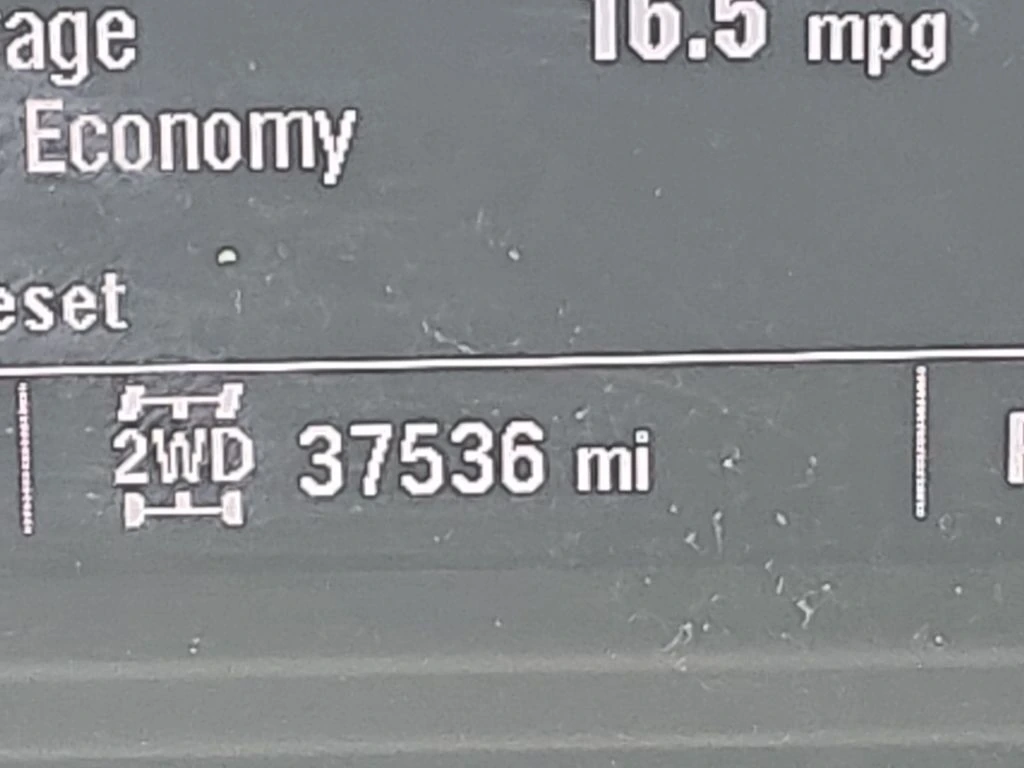 age 16.5 mpg
Economy
eset
2WD 37536 mi